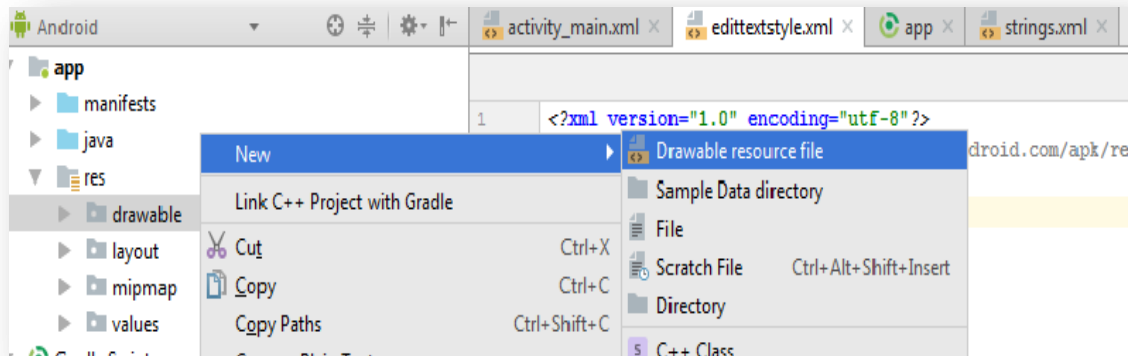 Android
activity_main.xml
edittextstyle.xml
app
strings.xml
app
manifests
java
res
drawable
layout
mipmap
values
1
<?xml version="1.0" encoding="utf-8"?>
droid.com/apk/re
New
Link C++ Project with Gradle
Cut Ctrl+X
Copy Ctrl+C
Copy Paths Ctrl+Shift+C
Drawable resource file
Sample Data directory
File
Scratch File Ctrl+Alt+Shift+Insert
Directory
C++ Class